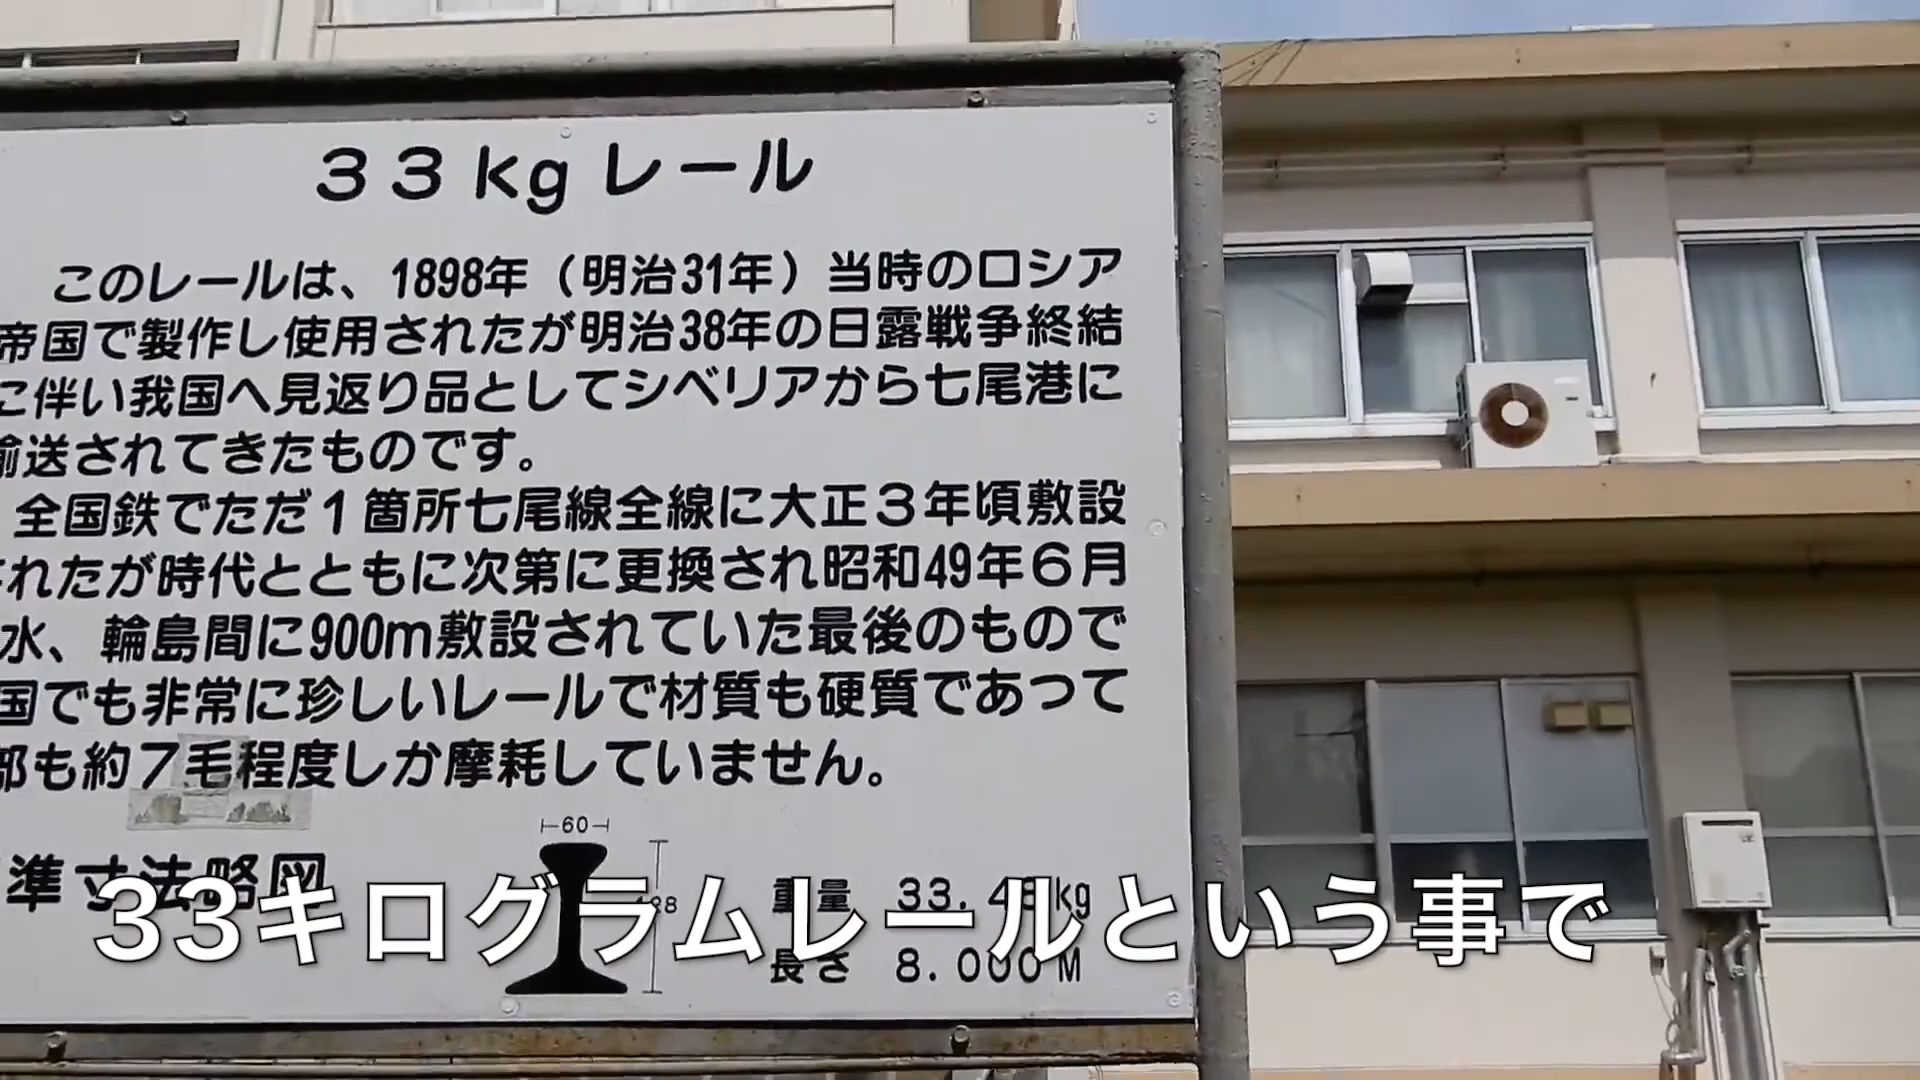 33kgレール
このレールは、1898年（明治31年）当時のロシア
帝国で製作し使用されたが明治38年の日露戦争終結
に伴い我国へ見返り品としてシベリアから七尾港に
輸送されてきたものです。
全国鉄でただ1箇所七尾線全線に大正3年頃敷設
されたが時代とともに次第に更換され昭和49年6月
水、輪島間に900m敷設されていた最後のもので
国でも非常に珍しいレールで材質も硬質であつて
部も約7毛程度しか摩耗していません。
60
準寸法略図
128
重量 33.48kg
長さ 8.000M
33キログラムレールという事で